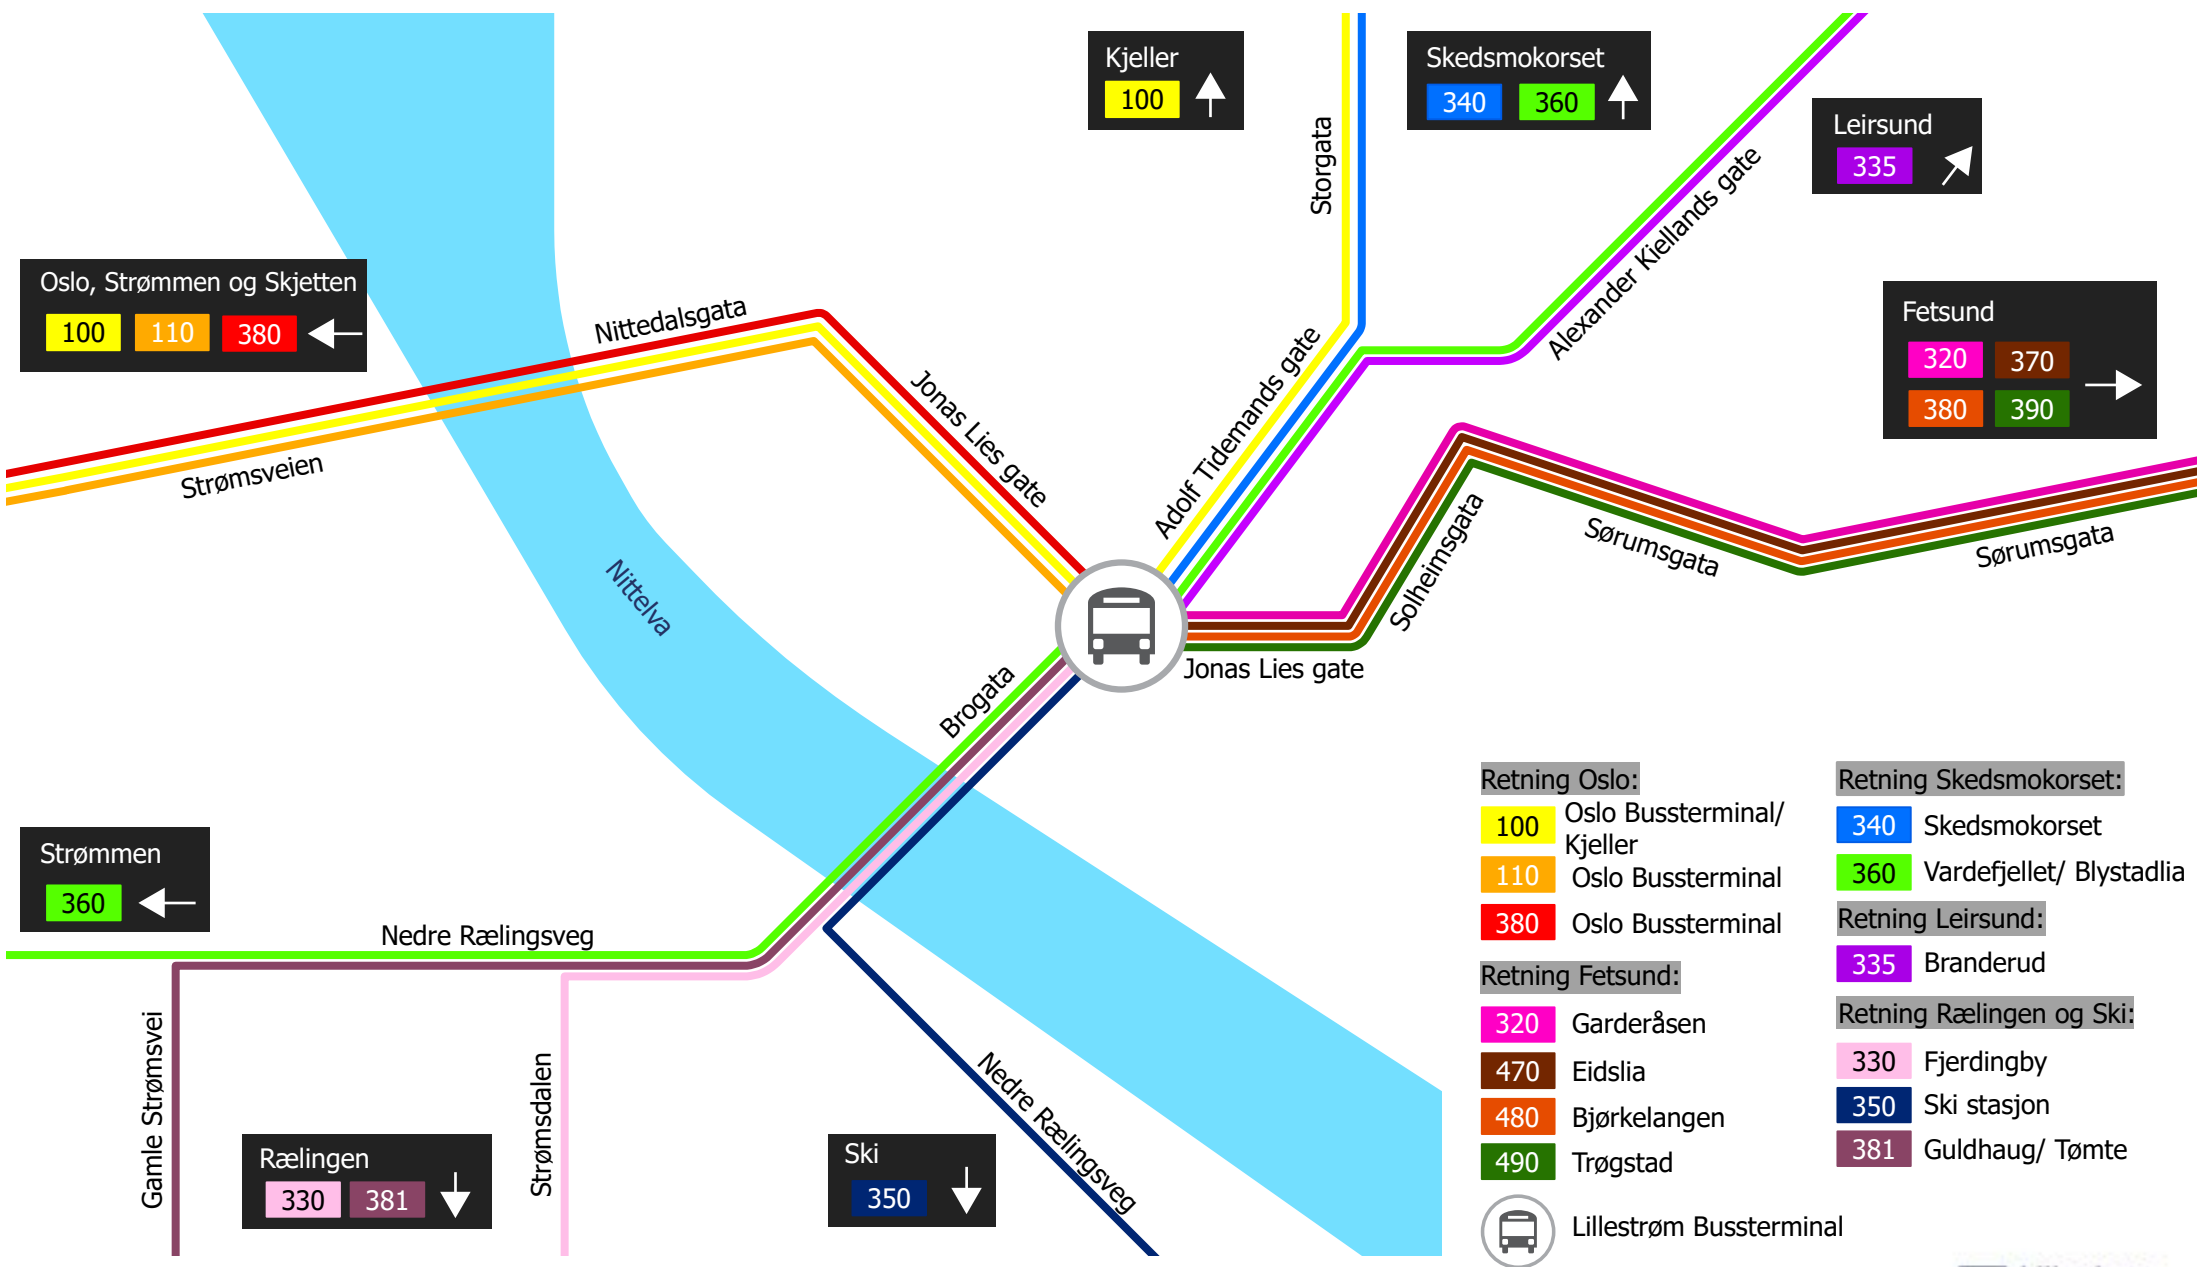 Kjeller
100
Skedsmokorset
340 360
Leirsund
335
Storgata
Alexander Kiellands gate
Oslo, Strømmen og Skjetten
100 110 380
Nittedalsgata
Strømsveien
Jonas Lies gate
Adolf Tidemands gate
Fetsund
320 370
380 390
Solheimsgata
Sørumsgata
Sørumsgata
Jonas Lies gate
Nittelva
Brogata
Strømmen
360
Nedre Rælingsveg
Gamle Strømsvei
Rælingen
330 381
Strømsdalen
Ski
350
Nedre Rælingsveg
Retning Oslo:
100 Oslo Bussterminal/
Kjeller
110 Oslo Bussterminal
380 Oslo Bussterminal
Retning Fetsund:
320 Garderåsen
470 Eidslia
480 Bjørkelangen
490 Trøgstad
Lillestrøm Bussterminal
Retning Skedsmokorset:
340 Skedsmokorset
360 Vardefjellet/ Blystadlia
Retning Leirsund:
335 Branderud
Retning Rælingen og Ski:
330 Fjerdingby
350 Ski stasjon
381 Guldhaug/ Tømte